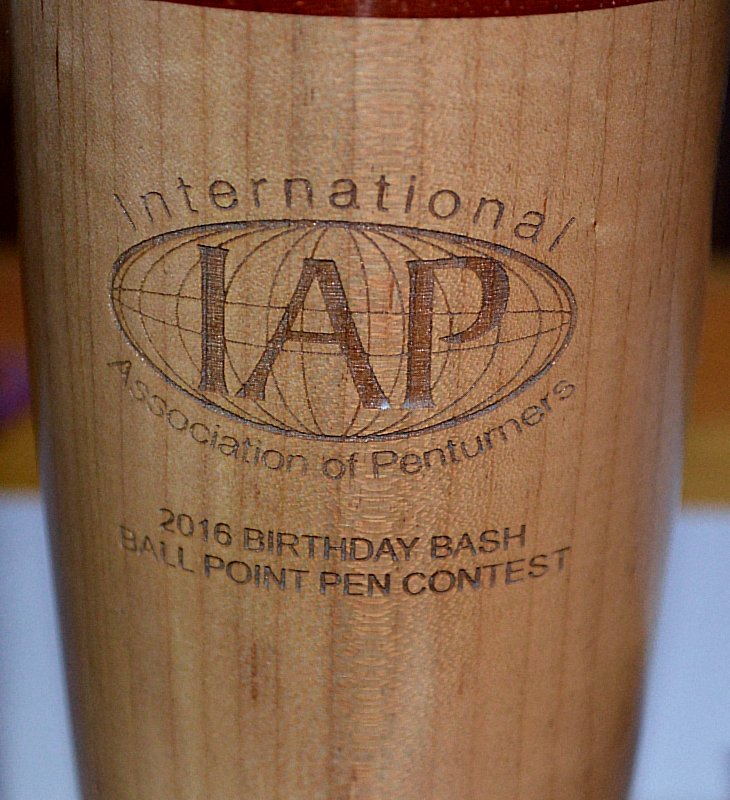 International
IAP
Association of Penturners
2016 BIRTHDAY BASH
BALL POINT PEN CONTEST